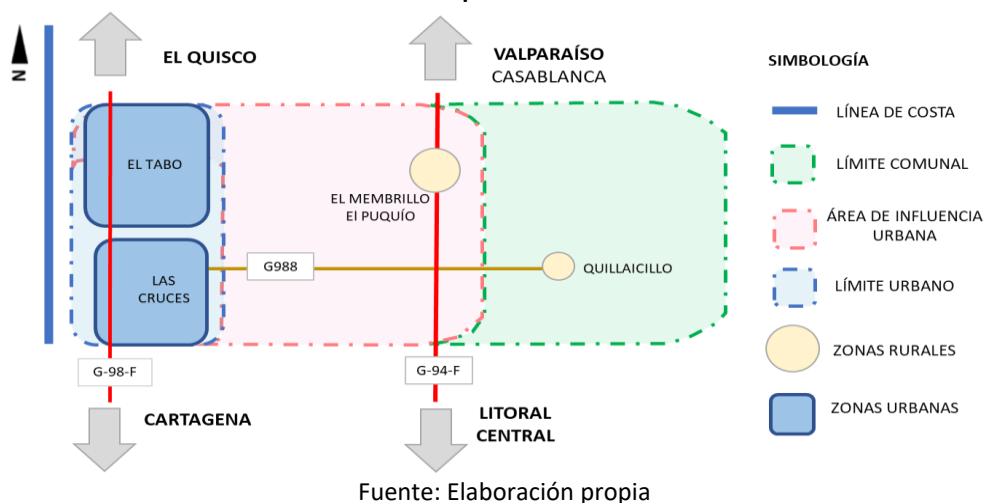 N
EL QUISCO
VALPARAÍSO
CASABLANCA
EL TABO
EL MEMBRILLO
El PUQUÍO
G988
QUILLAICILLO
LAS
CRUCES
G-98-F
G-94-F
CARTAGENA
LITORAL
CENTRAL
SIMBOLOGÍA
LÍNEA DE COSTA
LÍMITE COMUNAL
ÁREA DE INFLUENCIA
URBANA
LÍMITE URBANO
ZONAS RURALES
ZONAS URBANAS
Fuente: Elaboración propia